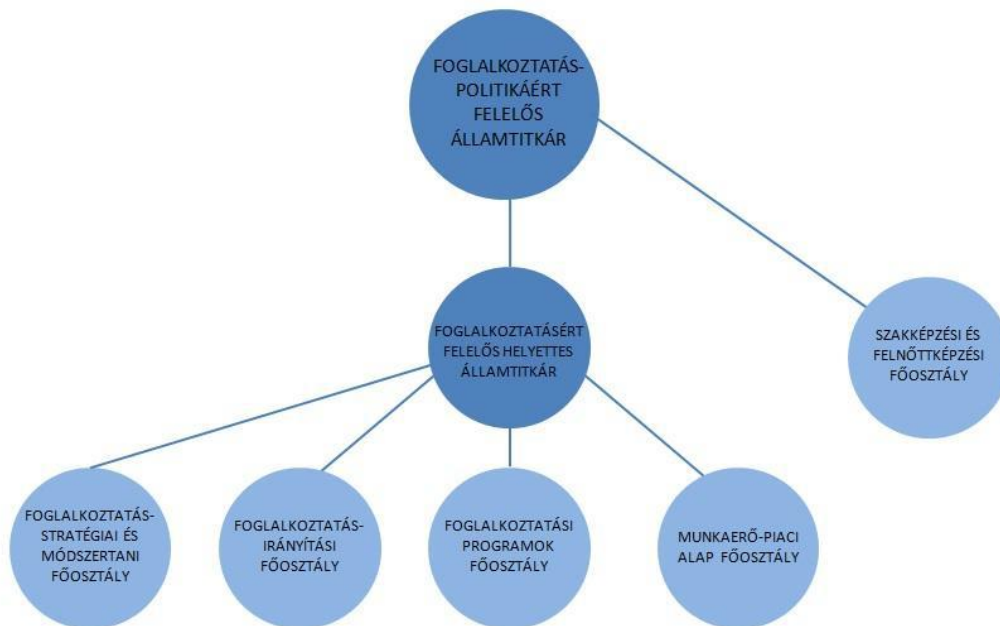 FOGLALKOZTATÁS-
POLITIKÁÉRT
FELELŐS
ÁLLAMTITKÁR
FOGLALKOZTATÁSÉRT
FELELŐS HELYETTES
ÁLLAMTITKÁR
SZAKKÉPZÉSI ÉS
FELNŐTTKÉPZÉSI
FŐOSZTÁLY
FOGLALKOZTATÁS-
STRATÉGIAI ÉS
MÓDSZERTANI
FŐOSZTÁLY
FOGLALKOZTATÁS-
IRÁNYÍTÁSI
FŐOSZTÁLY
FOGLALKOZTATÁSI
PROGRAMOK
FŐOSZTÁLY
MUNKAERŐ-PIACI
ALAP FŐOSZTÁLY